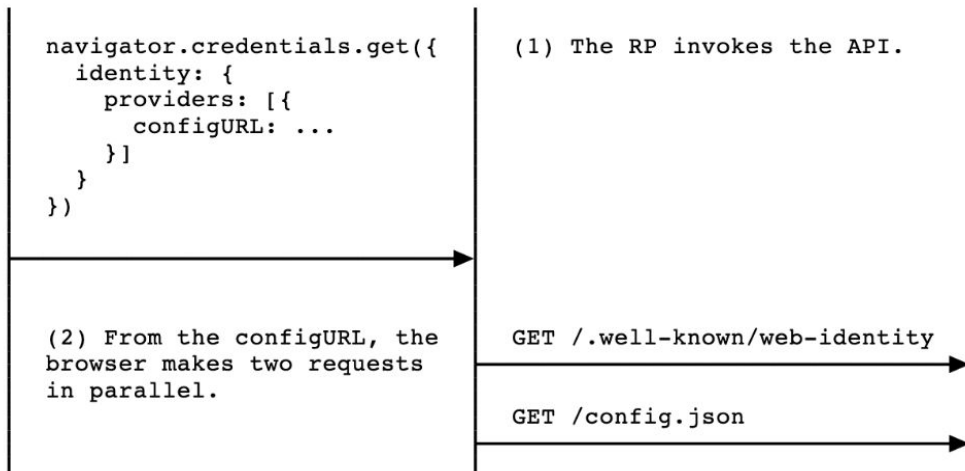 navigator.credentials.get({
  identity: {
    providers: [{
      configURL: ...
    }]
  }
})
(1) The RP invokes the API.
(2) From the configURL, the
browser makes two requests
in parallel.
GET /.well-known/web-identity
GET /config.json